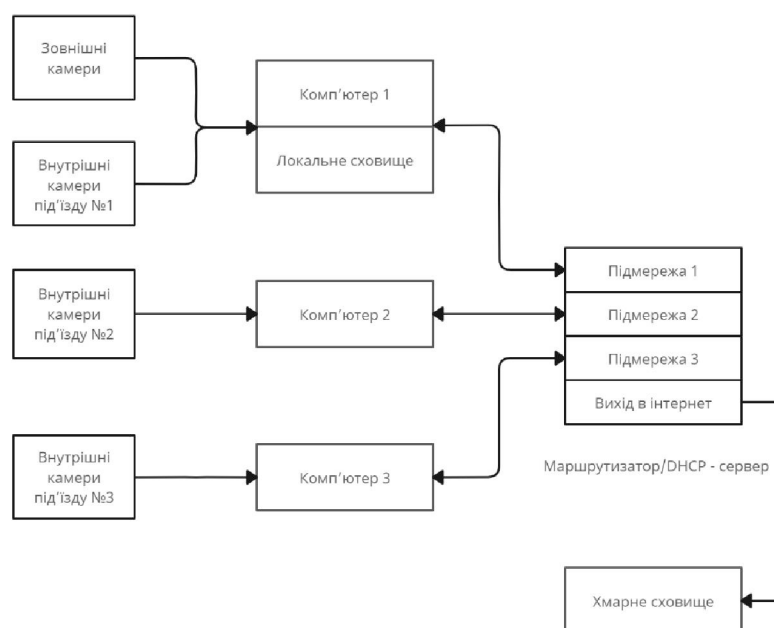 Зовнішні
камери
Комп'ютер 1
Локальне сховище
Внутрішні
камери
під'їзду №1
Підмережа 1
Внутрішні
камери
під'їзду №2
Комп'ютер 2
Підмережа 2
Підмережа 3
Вихід в інтернет
Внутрішні
камери
під'їзду №3
Комп'ютер 3
Маршрутизатор/DHCP - сервер
Хмарне сховище